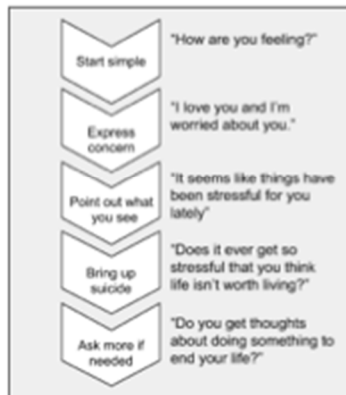 Start simple
"How are you feeling?"
Express
concern
"I love you and I'm
worried about you."
Point out what
you see
"It seems like things have
been stressful for you
lately"
Bring up
suicide
"Does it ever get so
stressful that you think
life isn't worth living?"
Ask more if
needed
"Do you get thoughts
about doing something to
end your life?"